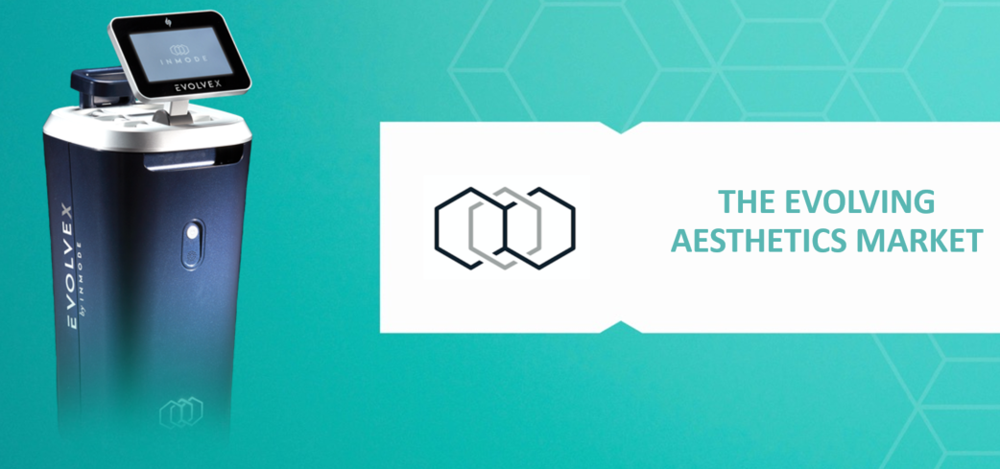 INMODE
EVOLVEX
EVOLVEX
by INMODE
THE EVOLVING
AESTHETICS MARKET